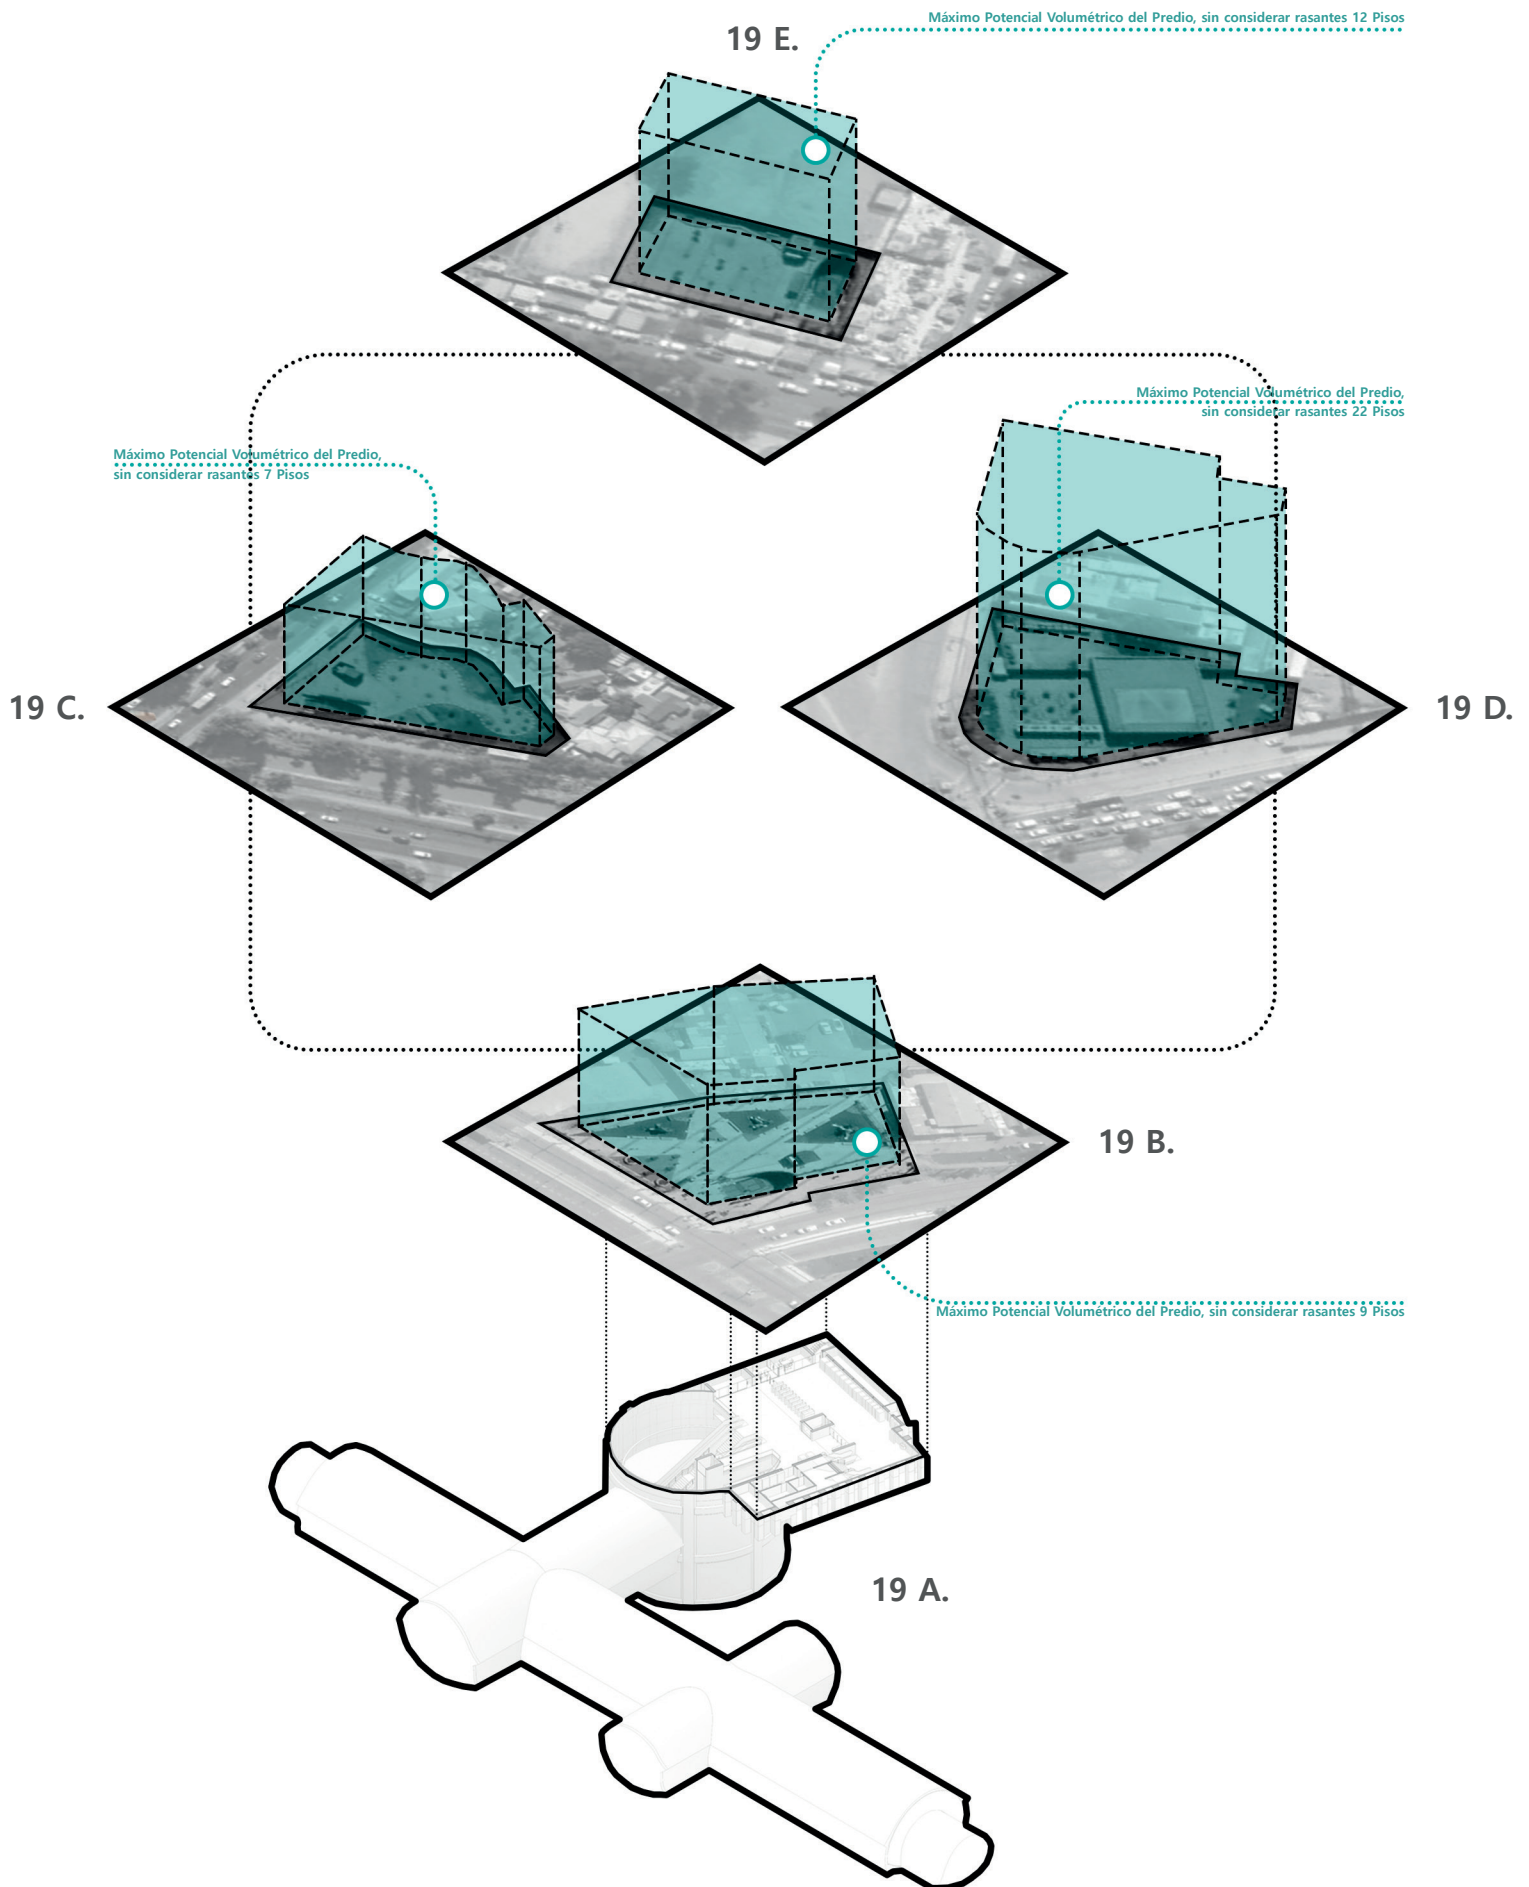 Máximo Potencial Volumétrico del Predio, sin considerar rasantes 12 Pisos
19 E.
Máximo Potencial Volumétrico del Predio,
sin considerar rasantes 22 Pisos
Máximo Potencial Volumétrico del Predio,
sin considerar rasantes 7 Pisos
19 C.
19 D.
19 B.
Máximo Potencial Volumétrico del Predio, sin considerar rasantes 9 Pisos
19 A.